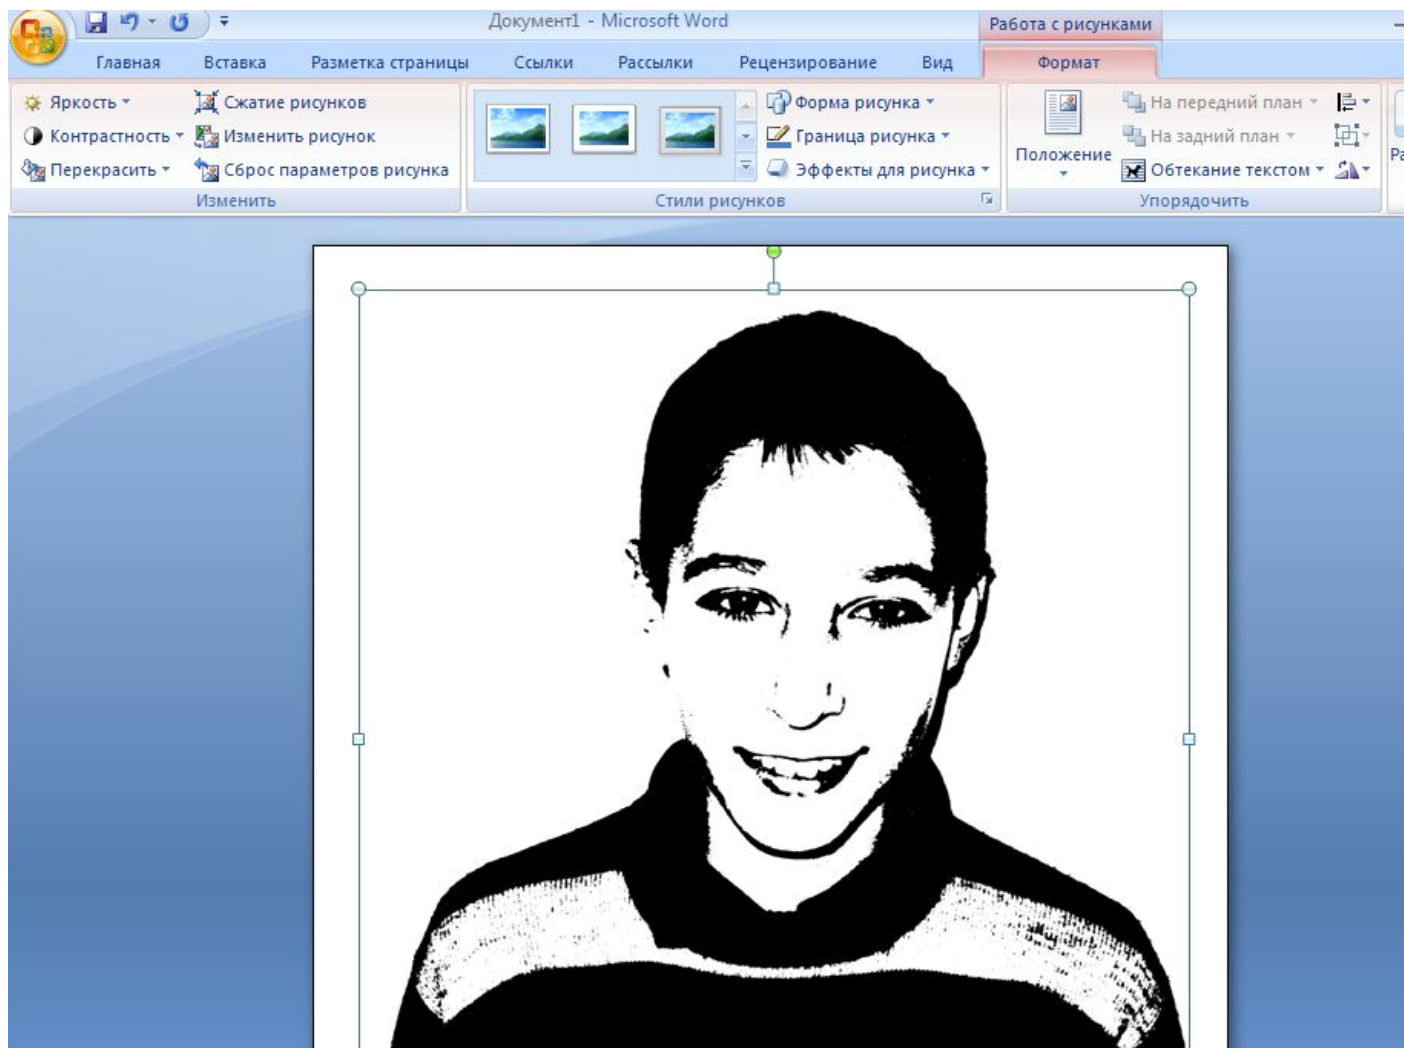 Документ1 - Microsoft Word
Работа с рисунками
Главная Вставка Разметка страницы Ссылки Рассылки Рецензирование Вид Формат
Яркость Сжатие рисунков Форма рисунка На передний план
Контрастность Изменить рисунок Граница рисунка На задний план
Перекрасить Сброс параметров рисунка Эффекты для рисунка Положение Обтекание текстом
Изменить Стили рисунков Упорядочить